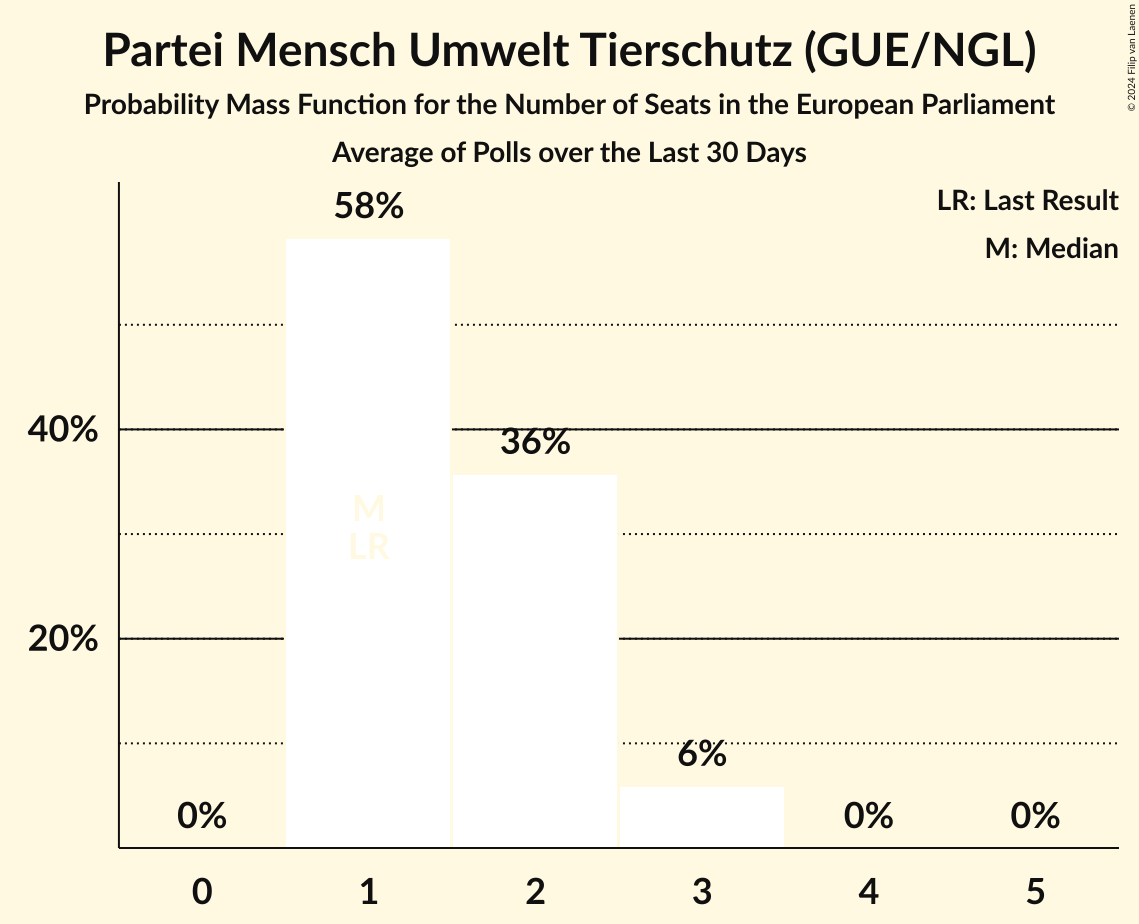 Partei Mensch Umwelt Tierschutz (GUE/NGL)
Probability Mass Function for the Number of Seats in the European Parliament
Average of Polls over the Last 30 Days
© 2024 Filip van Laenen
LR: Last Result
M: Median
58%
40%
36%
M
LR
20%
6%
0%
0%
0%
0
1
2
3
4
5